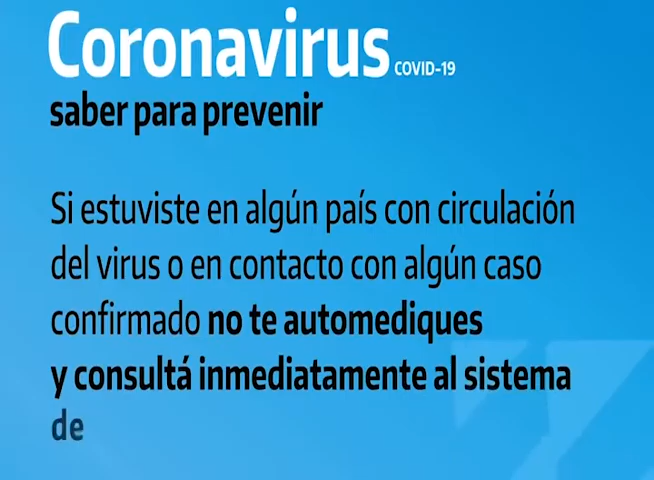 Coronavirus COVID-19
saber para prevenir
Si estuviste en algún país con circulación
del virus o en contacto con algún caso
confirmado no te automediques
y consultá inmediatamente al sistema
de